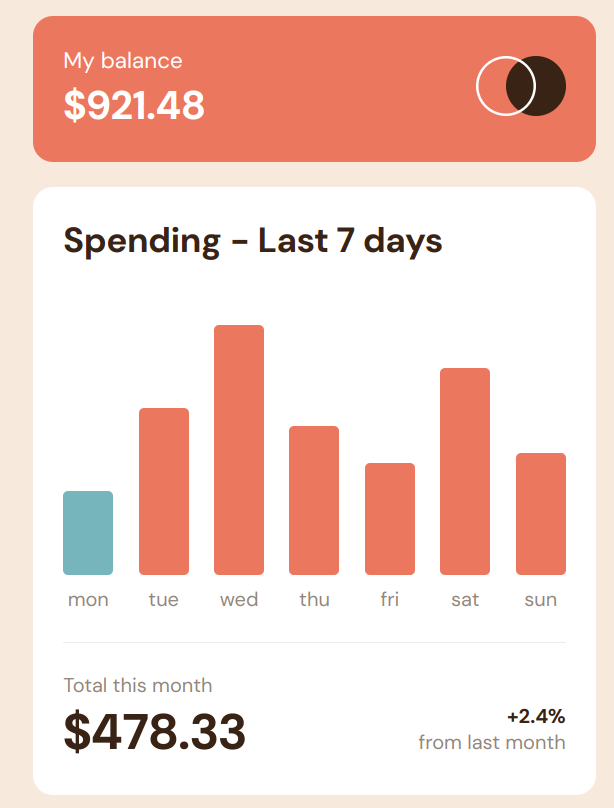 My balance
$921.48
Spending - Last 7 days
mon tue wed thu fri sat sun
Total this month
$478.33
+2.4%
from last month